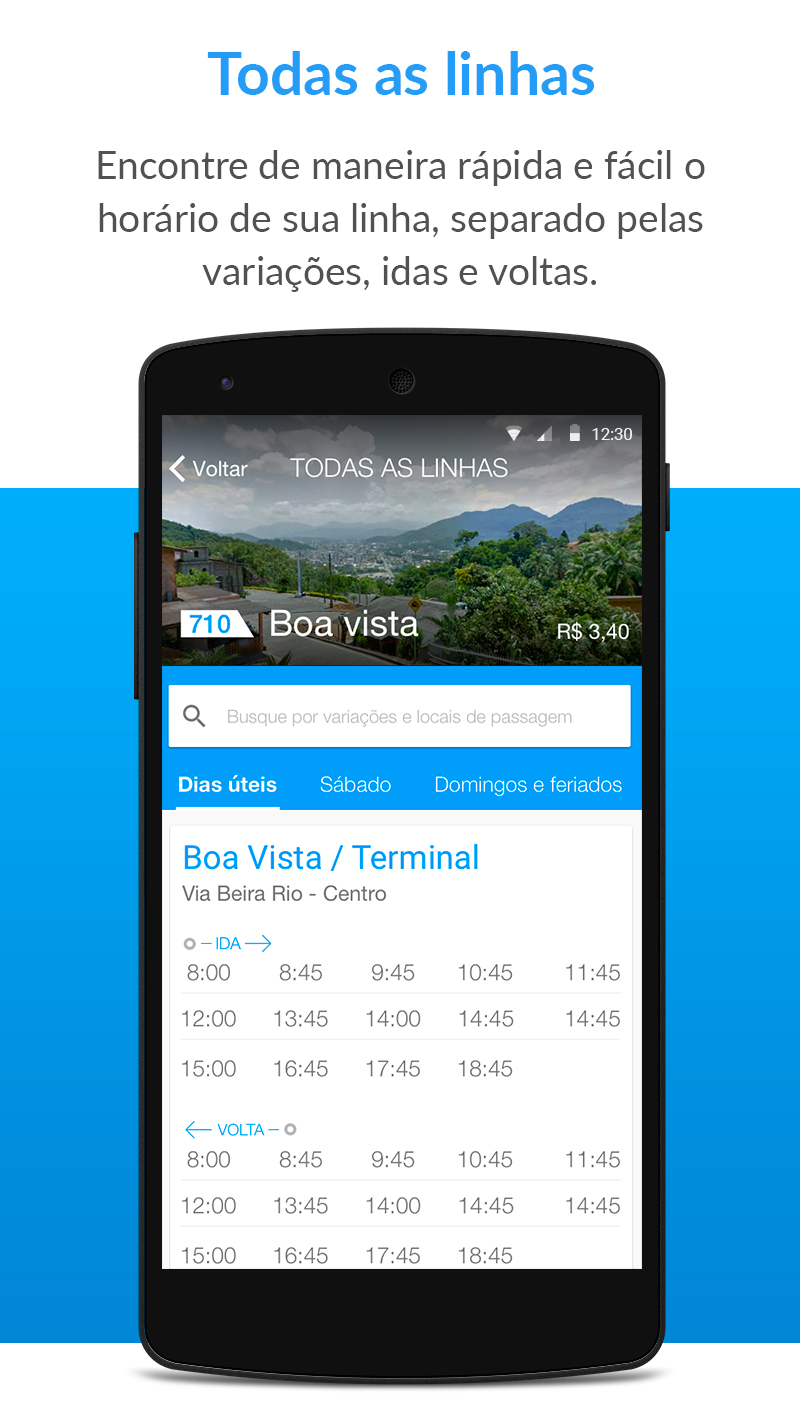 Todas as linhas
Encontre de maneira rápida e fácil o
horário de sua linha, separado pelas
variações, idas e voltas.
12:30
Voltar TODAS AS LINHAS
710 Boa vista R$ 3,40
Busque por variações e locais de passagem
Dias úteis Sábado Domingos e feriados
Boa Vista / Terminal
Via Beira Rio - Centro
IDA
8:00 8:45 9:45 10:45 11:45
12:00 13:45 14:00 14:45 14:45
15:00 16:45 17:45 18:45
VOLTA
8:00 8:45 9:45 10:45 11:45
12:00 13:45 14:00 14:45 14:45
15:00 16:45 17:45 18:45